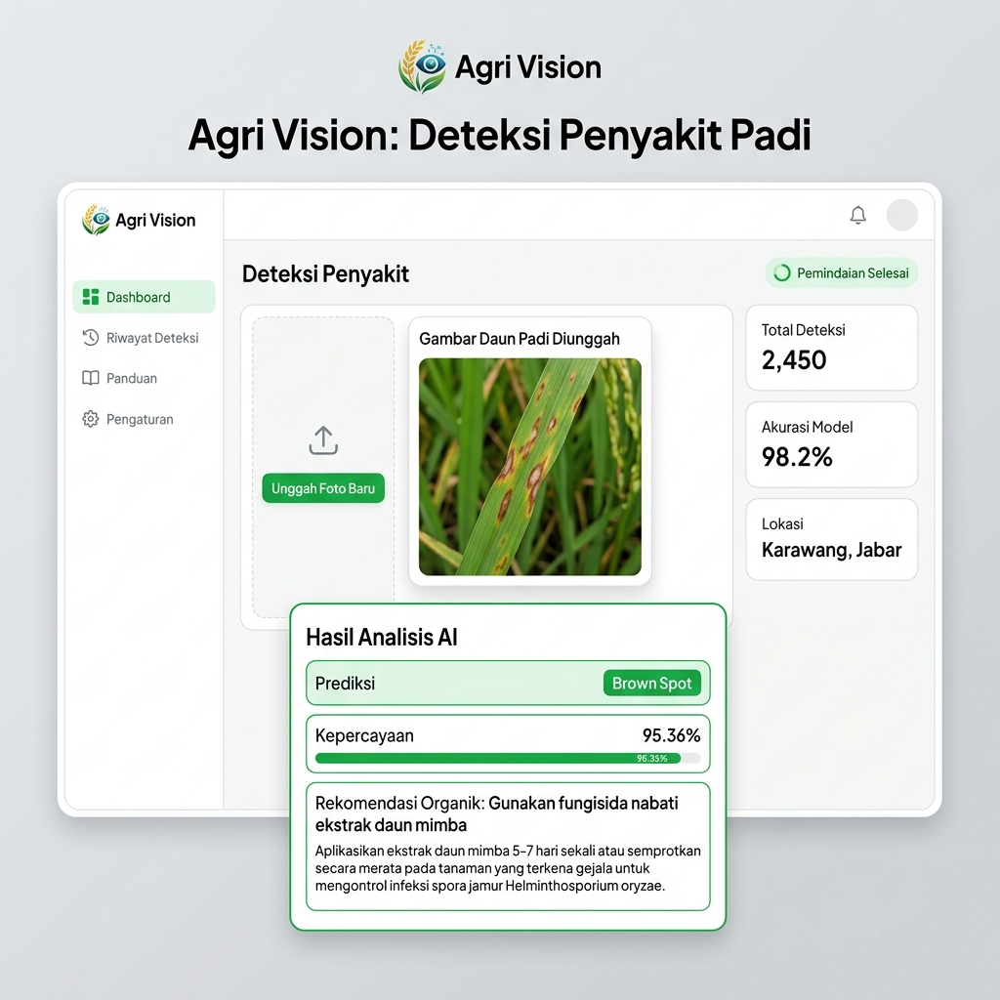 Agri Vision
Agri Vision: Deteksi Penyakit Padi
Agri Vision
Dashboard
Riwayat Deteksi
Panduan
Pengaturan
Deteksi Penyakit
Pemindaian Selesai
Unggah Foto Baru
Gambar Daun Padi Diunggah
Total Deteksi
2,450
Akurasi Model
98.2%
Lokasi
Karawang, Jabar
Hasil Analisis AI
Prediksi
Brown Spot
Kepercayaan
95.36%
96.35%
Rekomendasi Organik: Gunakan fungisida nabati
ekstrak daun mimba
Aplikasikan ekstrak daun mimba 5-7 hari sekali atau semprotkan
secara merata pada tanaman yang terkena gejala untuk
mengontrol infeksi spora jamur Helminthosporium oryzae.